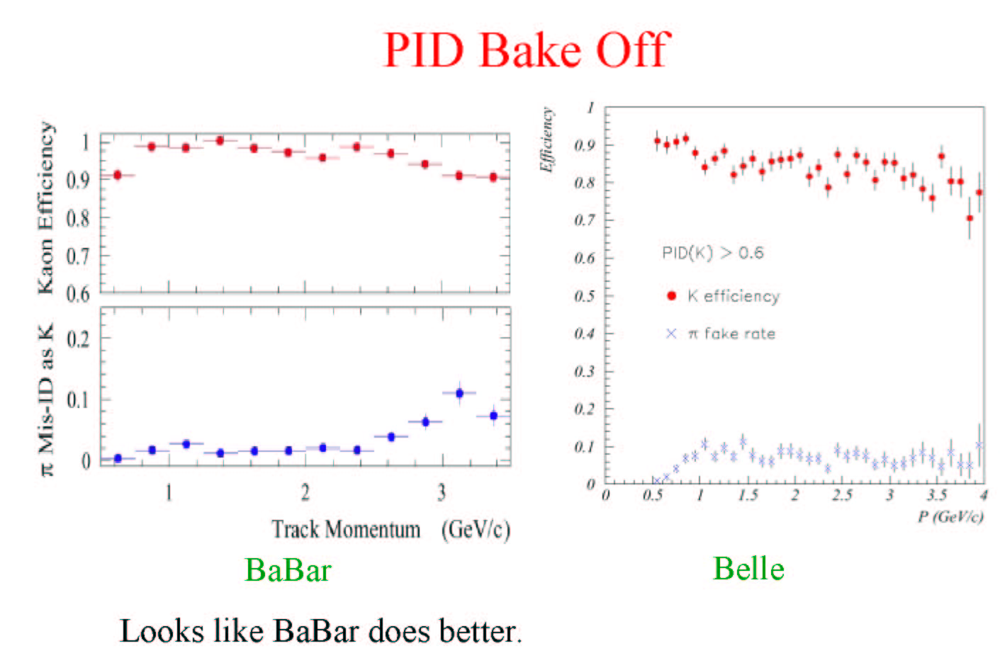 PID Bake Off
Kaon Efficiency
1
0.9
0.8
0.7
0.6
π Mis-ID as K
0.2
0.1
0
1 2 3
Track Momentum (GeV/c)
BaBar
Efficiency
1
0.9
0.8
0.7
0.6
0.5
0.4
0.3
0.2
0.1
0
PID(K) > 0.6
K efficiency
π fake rate
0 0.5 1 1.5 2 2.5 3 3.5 4
P (GeV/c)
Belle
Looks like BaBar does better.